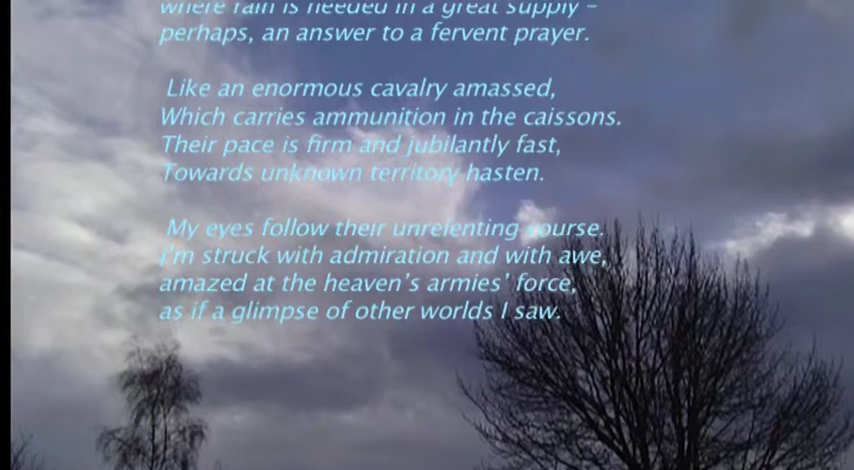 where rain is needed in a great supply –
perhaps, an answer to a fervent prayer.
Like an enormous cavalry amassed,
Which carries ammunition in the caissons.
Their pace is firm and jubilantly fast,
Towards unknown territory hasten.
My eyes follow their unrelenting course.
I'm struck with admiration and with awe,
amazed at the heaven's armies' force,
as if a glimpse of other worlds I saw.